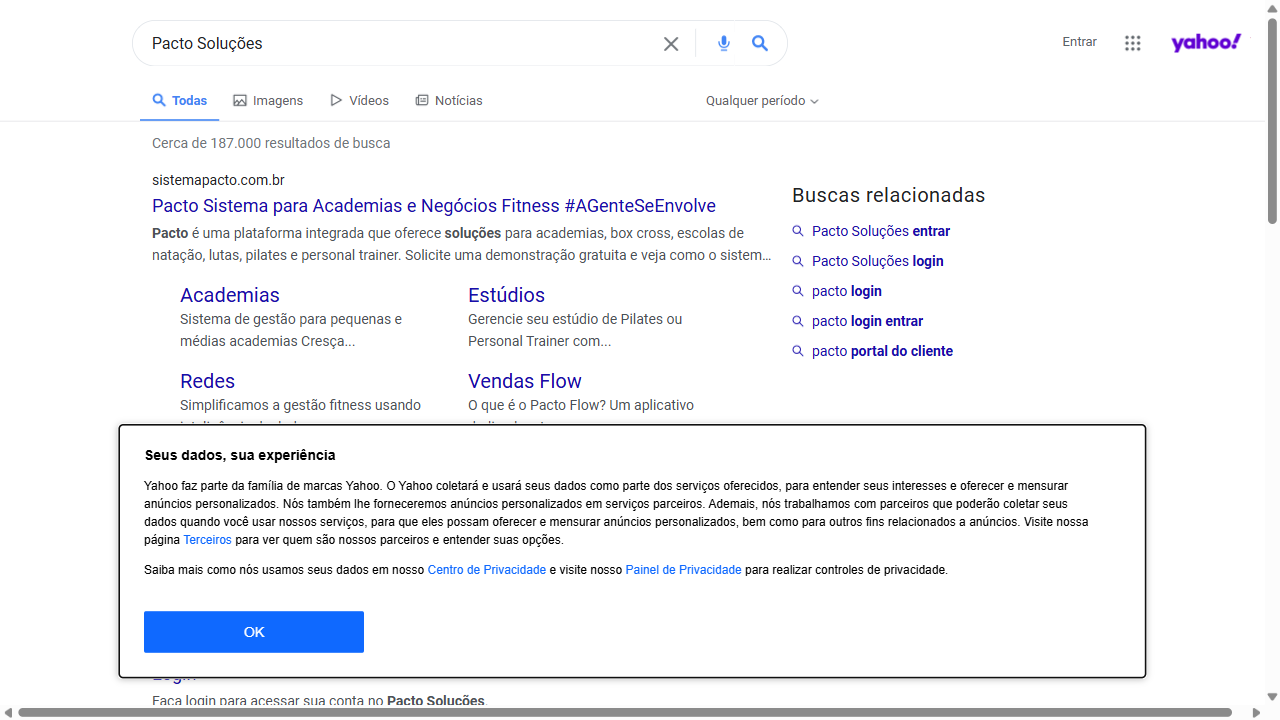 Pacto Soluções
Entrar
yahoo!
Todas
Imagens
Vídeos
Notícias
Qualquer período
Cerca de 187.000 resultados de busca
sistemapacto.com.br
Pacto Sistema para Academias e Negócios Fitness #AGenteSeEnvolve
Pacto é uma plataforma integrada que oferece soluções para academias, box cross, escolas de
natação, lutas, pilates e personal trainer. Solicite uma demonstração gratuita e veja como o sistem...
Academias
Sistema de gestão para pequenas e
médias academias Cresça...
Estúdios
Gerencie seu estúdio de Pilates ou
Personal Trainer com...
Redes
Simplificamos a gestão fitness usando
Vendas Flow
O que é o Pacto Flow? Um aplicativo
Buscas relacionadas
Pacto Soluções entrar
Pacto Soluções login
pacto login
pacto login entrar
pacto portal do cliente
Seus dados, sua experiência
Yahoo faz parte da família de marcas Yahoo. O Yahoo coletará e usará seus dados como parte dos serviços oferecidos, para entender seus interesses e oferecer e mensurar
anúncios personalizados. Nós também lhe forneceremos anúncios personalizados em serviços parceiros. Ademais, nós trabalhamos com parceiros que poderão coletar seus
dados quando você usar nossos serviços, para que eles possam oferecer e mensurar anúncios personalizados, bem como para outros fins relacionados a anúncios. Visite nossa
página Terceiros para ver quem são nossos parceiros e entender suas opções.
Saiba mais como nós usamos seus dados em nosso Centro de Privacidade e visite nosso Painel de Privacidade para realizar controles de privacidade.
OK
Login
Faça login para acessar sua conta no Pacto Soluções.